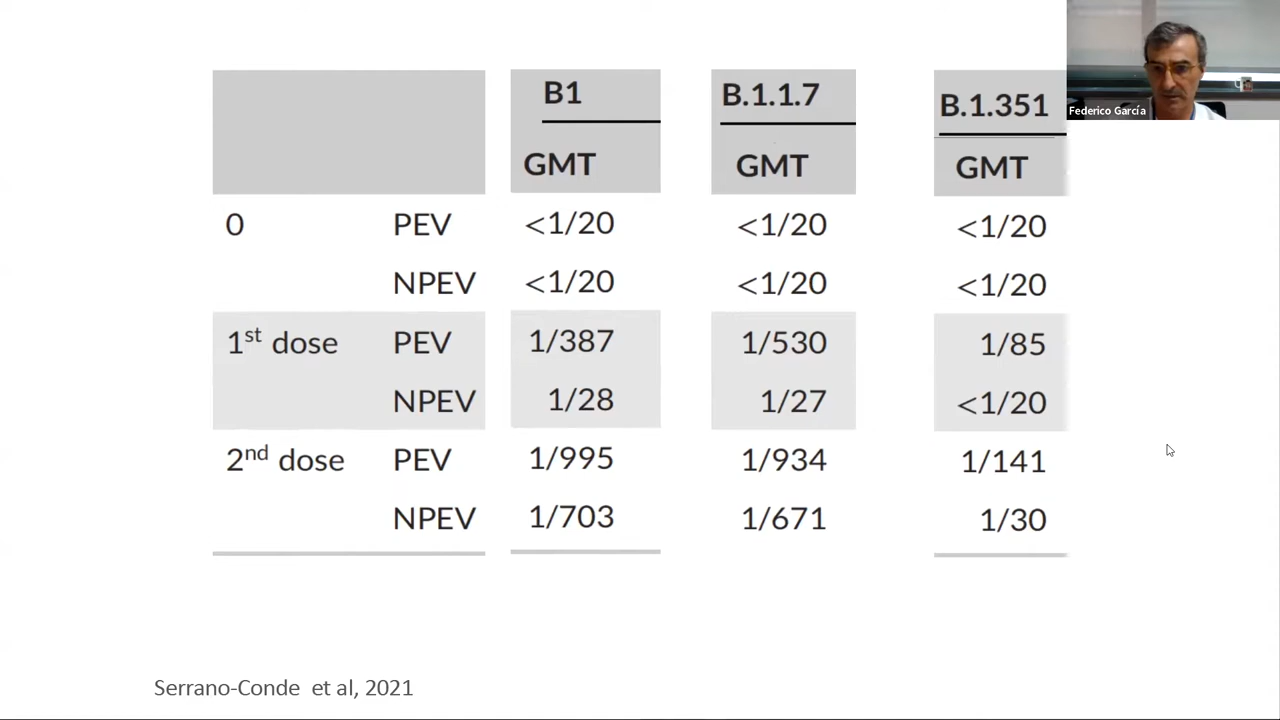 B1 B.1.1.7 B.1.351
Federico García
GMT GMT GMT
0 PEV <1/20 <1/20 <1/20
NPEV <1/20 <1/20 <1/20
1st dose PEV 1/387 1/530 1/85
NPEV 1/28 1/27 <1/20
2nd dose PEV 1/995 1/934 1/141
NPEV 1/703 1/671 1/30
Serrano-Conde et al, 2021